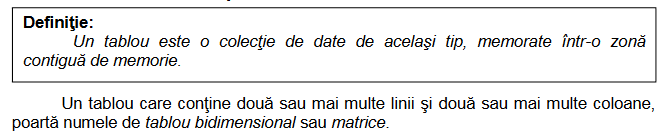 Definiţie:
Un tablou este o colecţie de date de acelaşi tip, memorate într-o zonă
contiguă de memorie.
Un tablou care conţine două sau mai multe linii şi două sau mai multe coloane,
poartă numele de tablou bidimensional sau matrice.